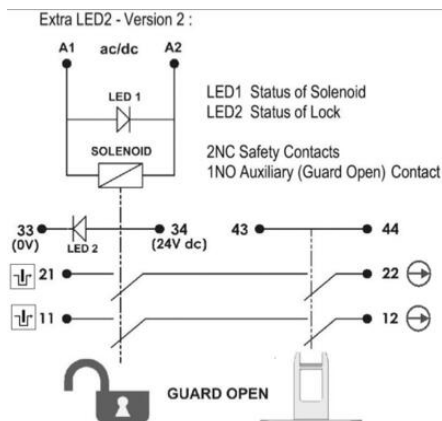 Extra LED2 - Version 2 :
A1 ac/dc A2
LED 1
LED1 Status of Solenoid
LED2 Status of Lock
SOLENOID
2NC Safety Contacts
1NO Auxiliary (Guard Open) Contact
33 34 43 44
(0V) LED 2 (24V dc)
21 22
11 12
GUARD OPEN